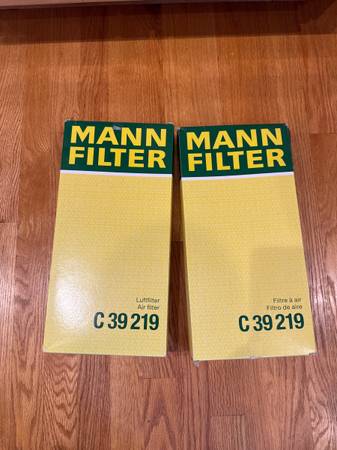 MANN
FILTER
Luftfilter
Air filter
C 39 219
MANN
FILTER
Filtre à air
Filtro de aire
C 39 219